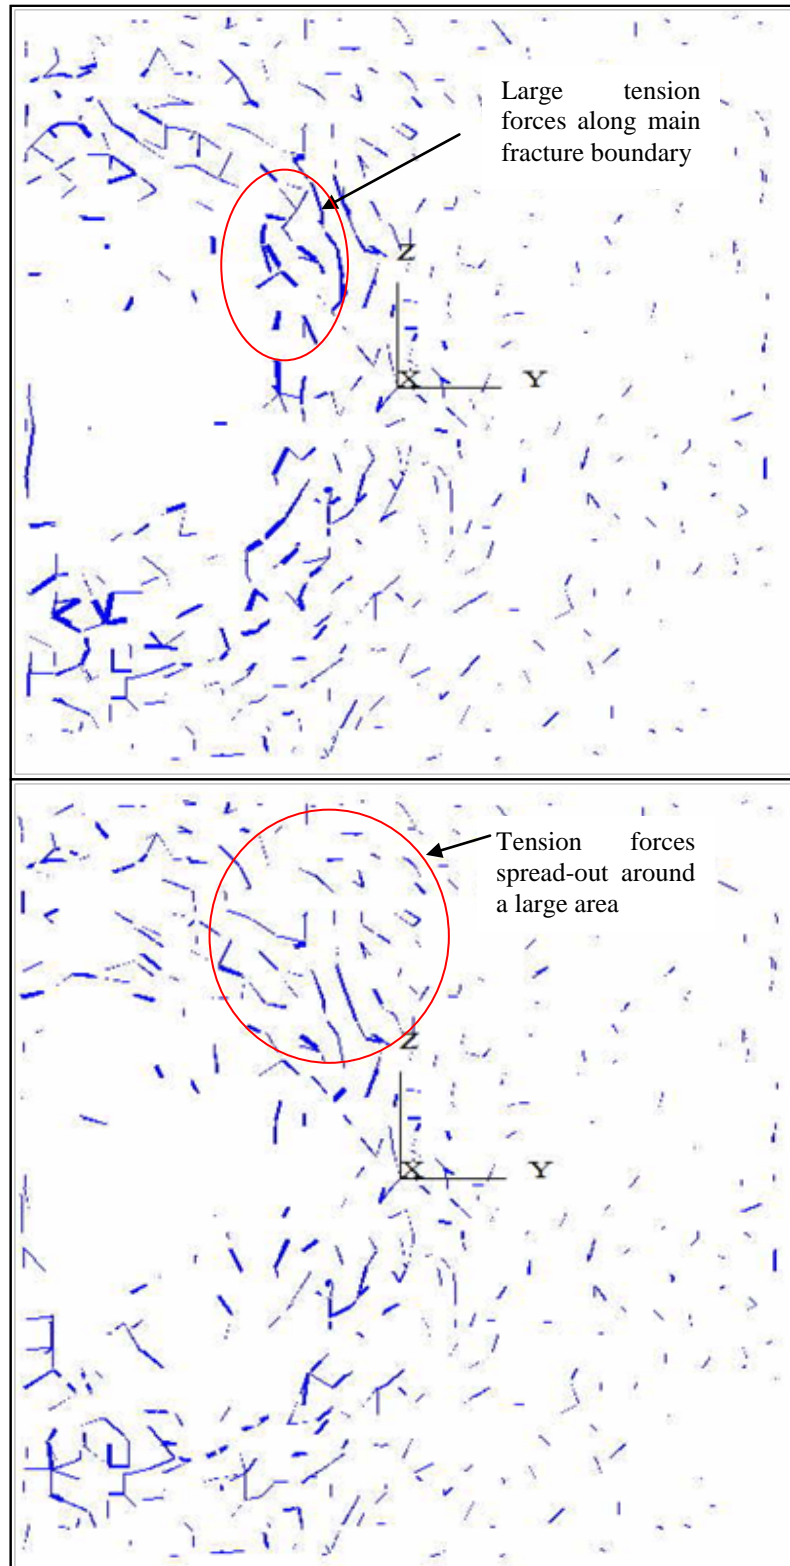 Large tension
forces along main
fracture boundary
Z
X
Y
Tension forces
spread-out around
a large area
Z
X
Y